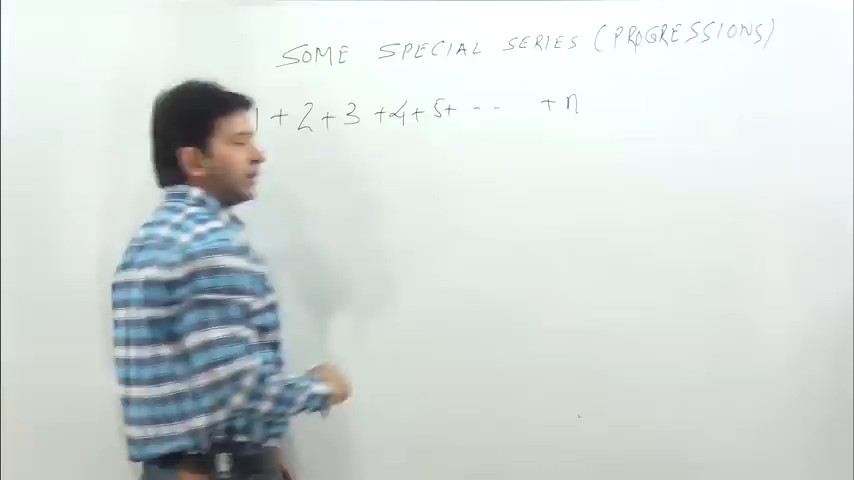 SOME SPECIAL SERIES (PROGRESSIONS)
1 + 2 + 3 + 4 + 5 + - - + n